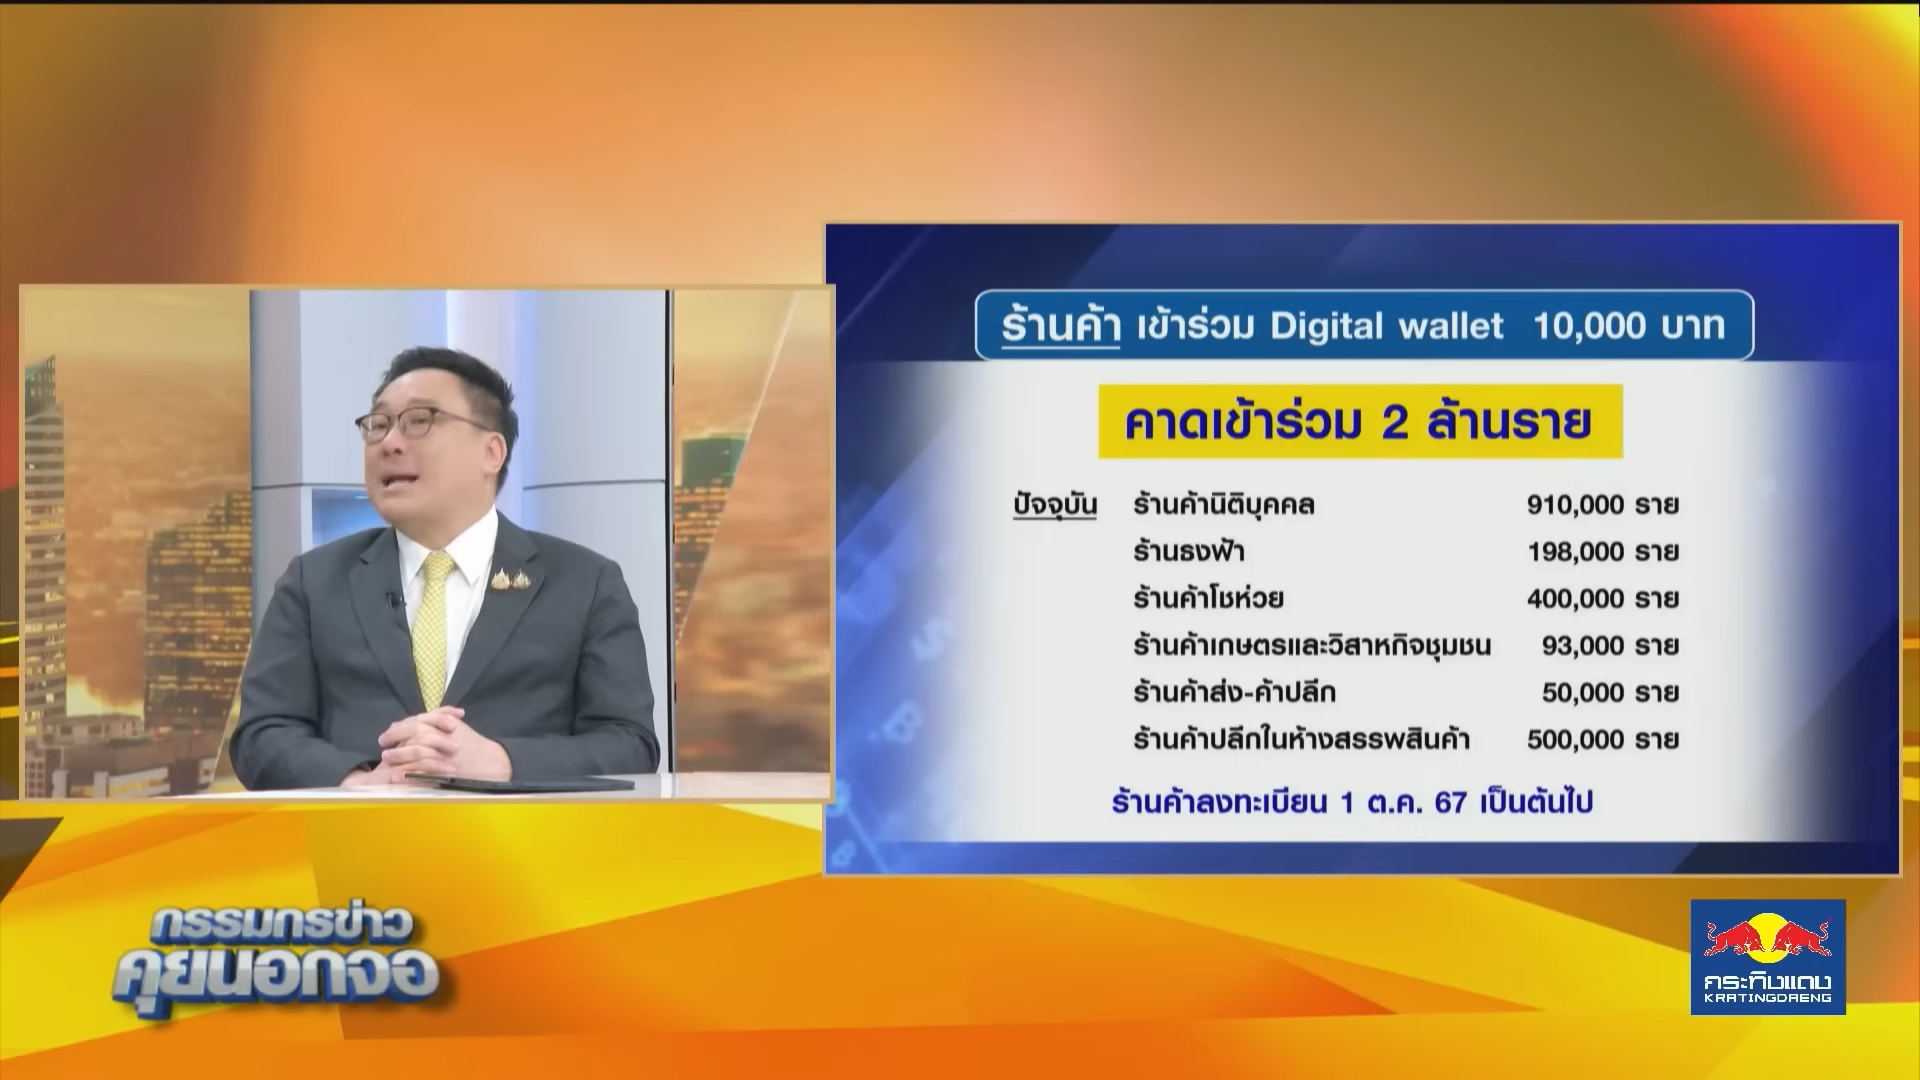 ร้านค้า เข้าร่วม Digital wallet 10,000 บาท
คาดเข้าร่วม 2 ล้านราย
ปัจจุบัน ร้านค้านิติบุคคล 910,000 ราย
ร้านธงฟ้า 198,000 ราย
ร้านค้าโชห่วย 400,000 ราย
ร้านค้าเกษตรและวิสาหกิจชุมชน 93,000 ราย
ร้านค้าส่ง-ค้าปลีก 50,000 ราย
ร้านค้าปลีกในห้างสรรพสินค้า 500,000 ราย
ร้านค้าลงทะเบียน 1 ต.ค. 67 เป็นต้นไป
กรรมกรข่าว
คุยนอกจอ
กระทิงแดง
KRATINGDAENG